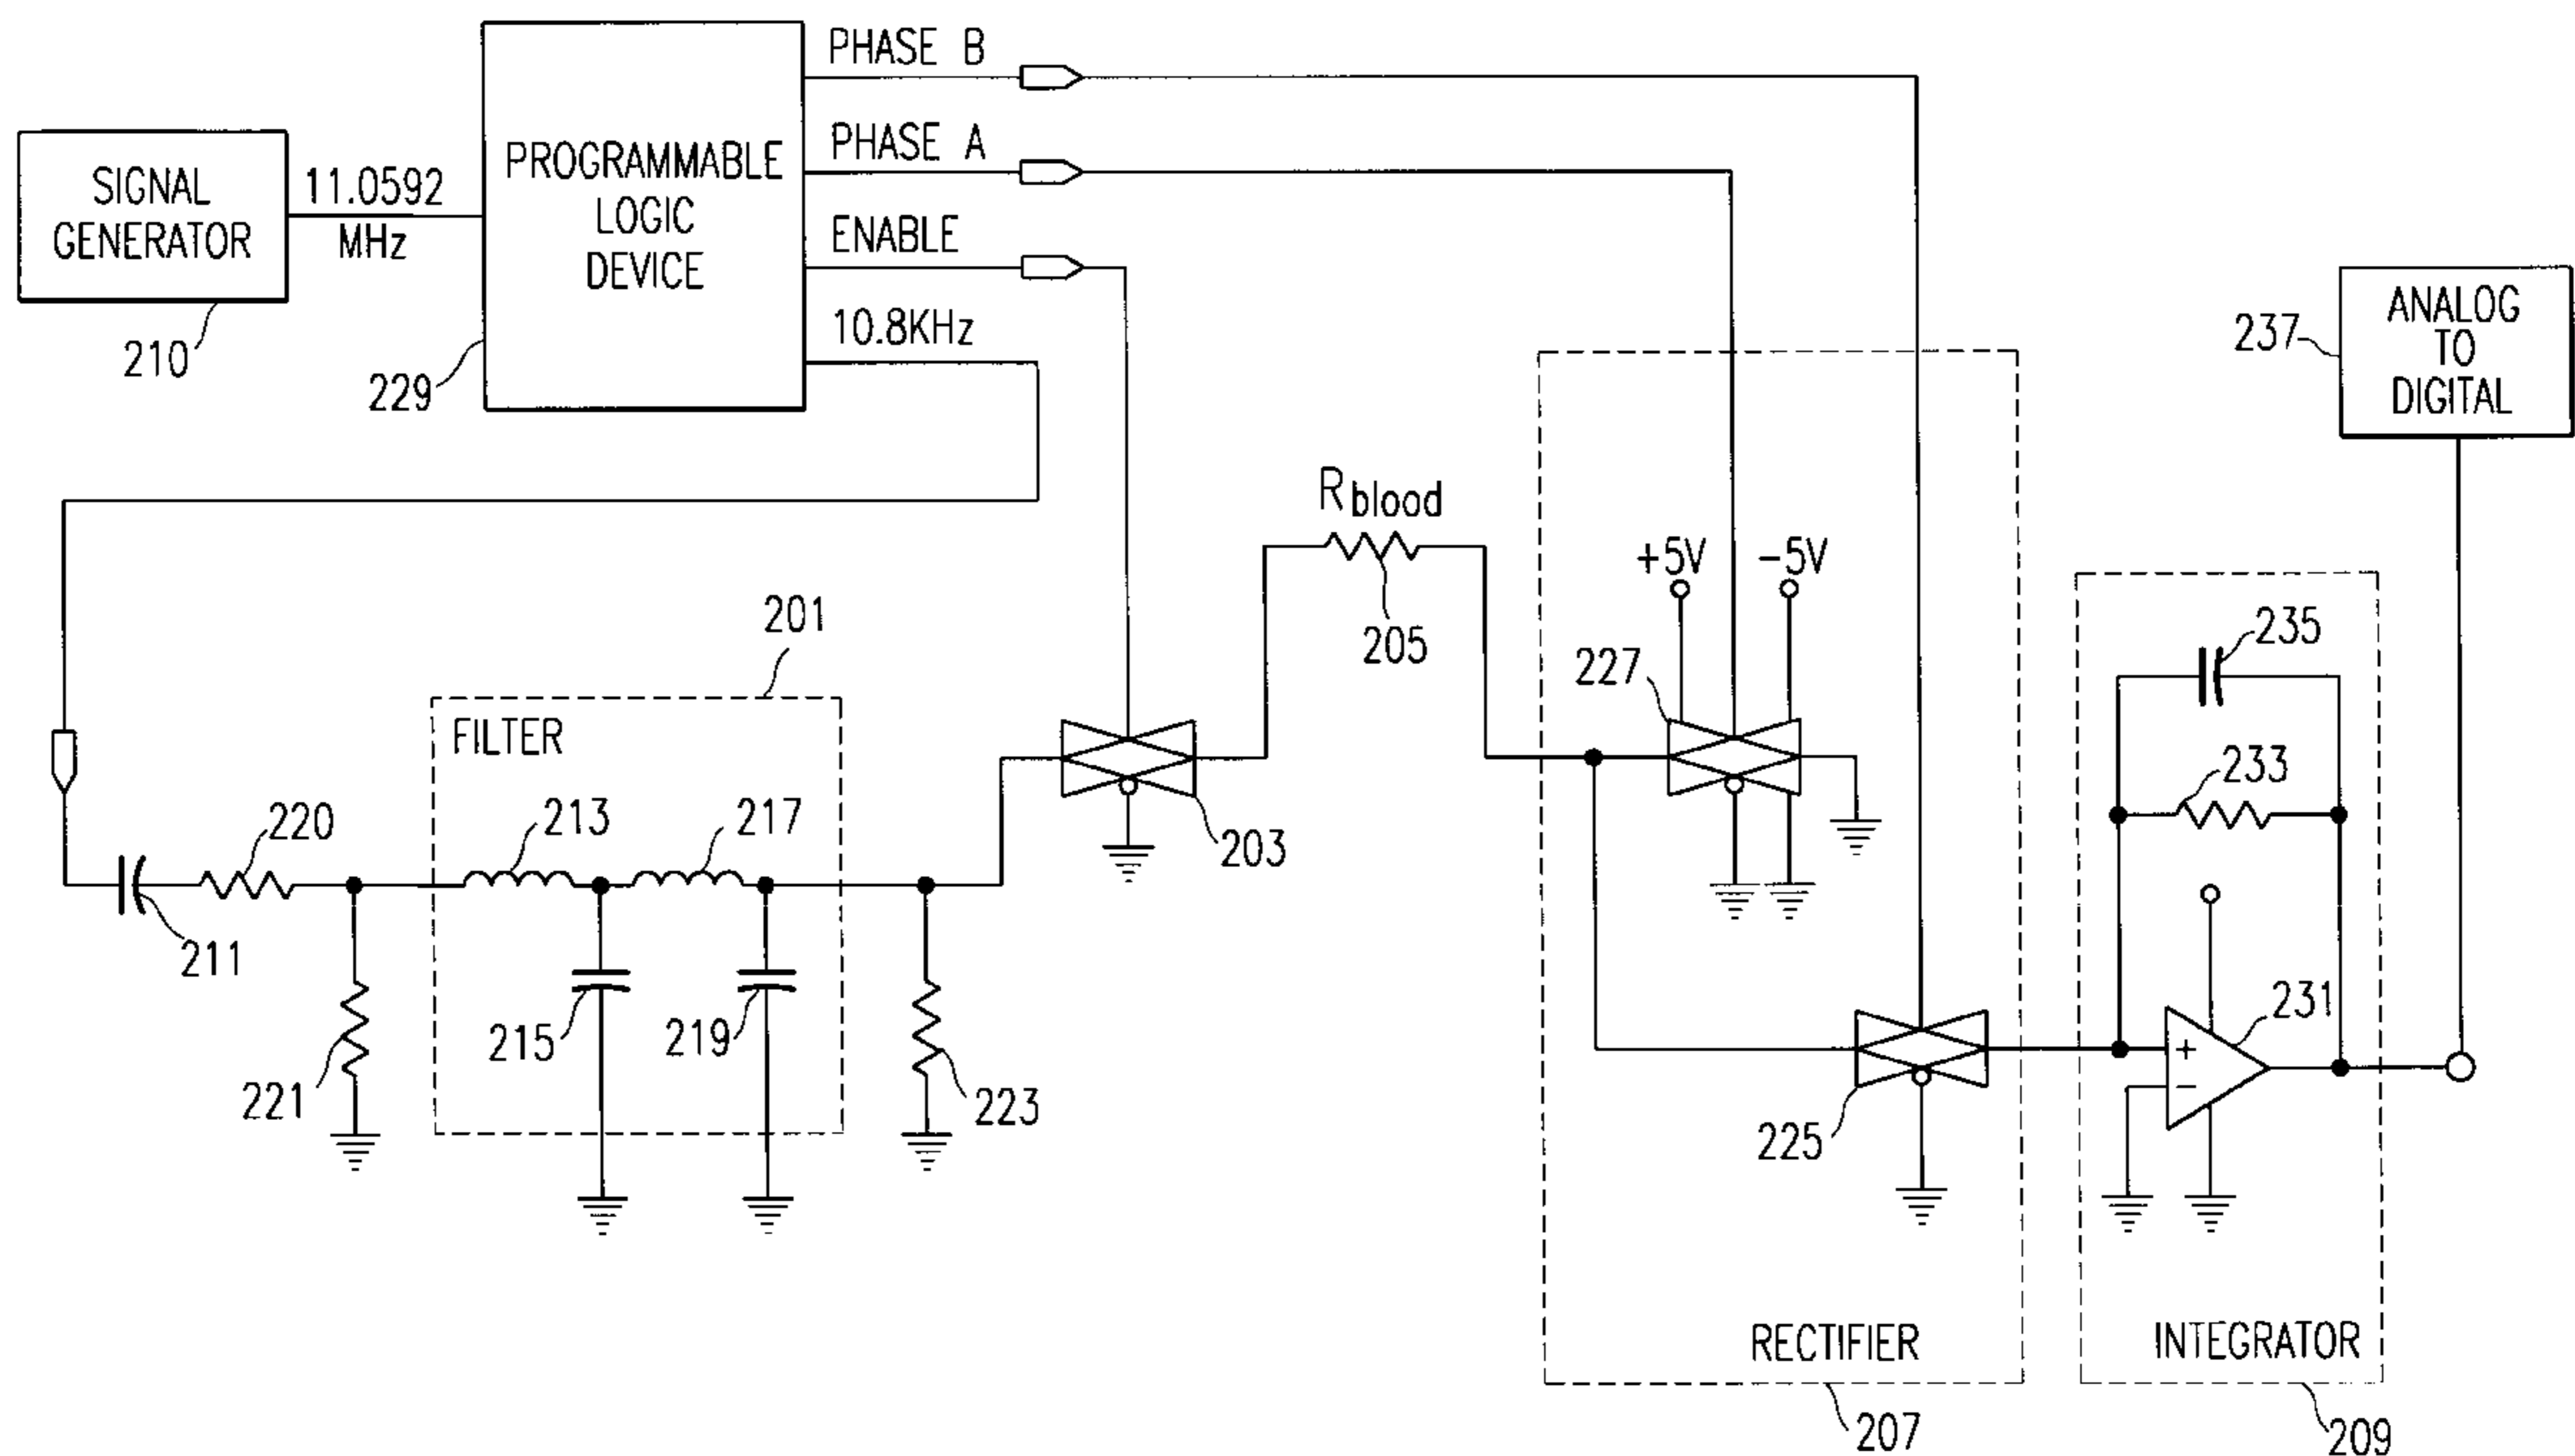 PHASE B
PHASE A
ENABLE
10.8KHz
SIGNAL
GENERATOR
210
11.0592
MHz
PROGRAMMABLE
LOGIC
DEVICE
229
ANALOG
TO
DIGITAL
237
Rblood
205
+5V
-5V
227
201
FILTER
203
235
233
220
213
217
211
221
215
219
223
225
231
+
−
RECTIFIER
207
INTEGRATOR
209